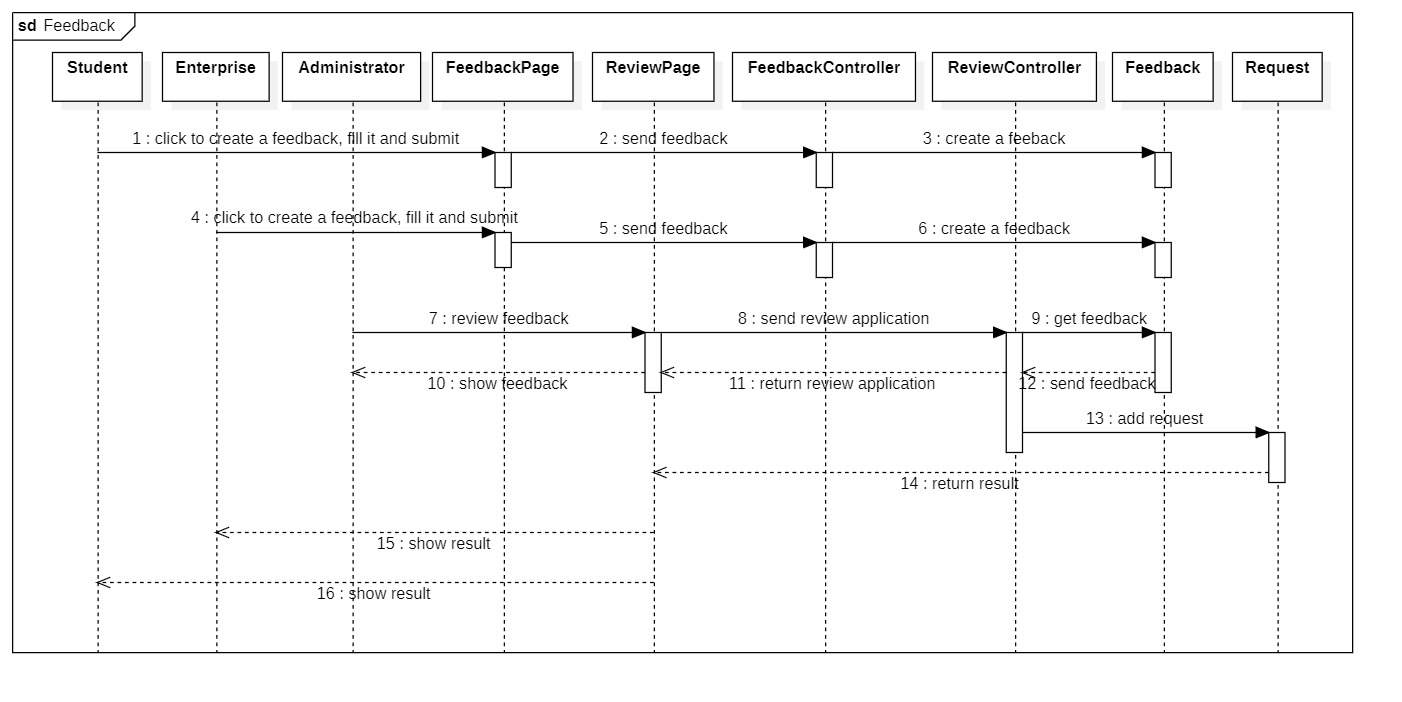 sd Feedback
Student Enterprise Administrator FeedbackPage ReviewPage FeedbackController ReviewController Feedback Request
1 : click to create a feedback, fill it and submit 2 : send feedback 3 : create a feeback
4 : click to create a feedback, fill it and submit
5 : send feedback 6 : create a feedback
7 : review feedback 8 : send review application 9 : get feedback
10 : show feedback 11 : return review application 12 : send feedback
13 : add request
14 : return result
15 : show result
16 : show result